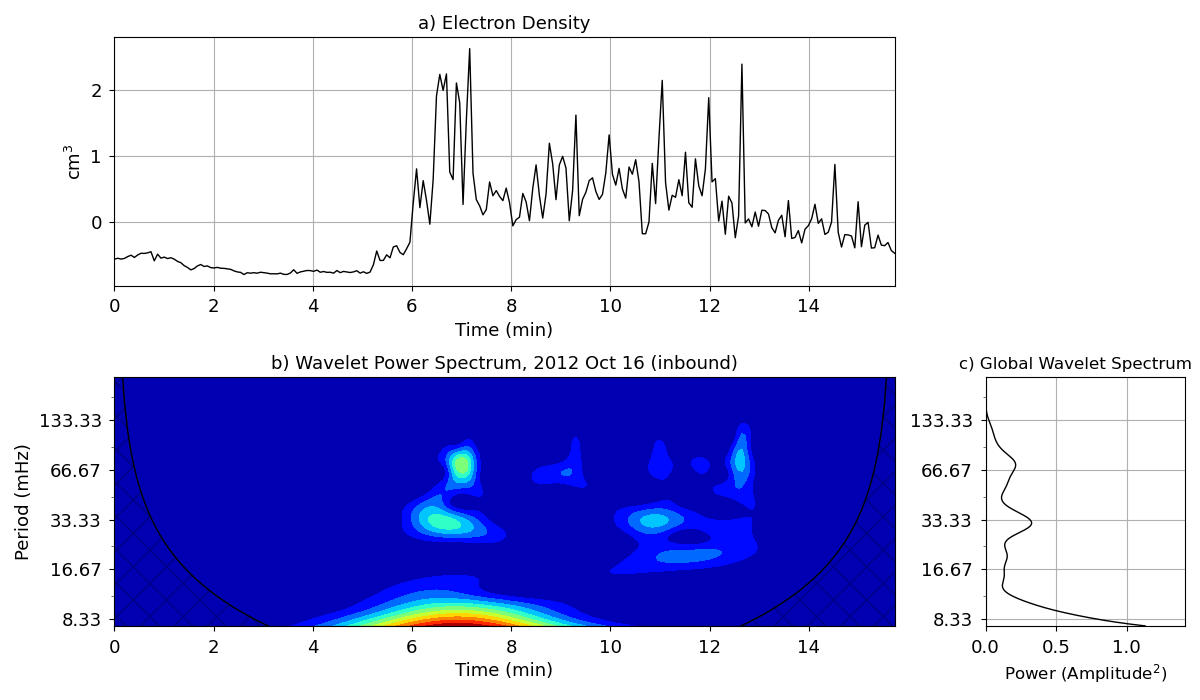 a) Electron Density
cm³
2
1
0
0 2 4 6 8 10 12 14
Time (min)
b) Wavelet Power Spectrum, 2012 Oct 16 (inbound)
Period (mHz)
133.33
66.67
33.33
16.67
8.33
0 2 4 6 8 10 12 14
Time (min)
c) Global Wavelet Spectrum
133.33
66.67
33.33
16.67
8.33
0.0 0.5 1.0
Power (Amplitude²)